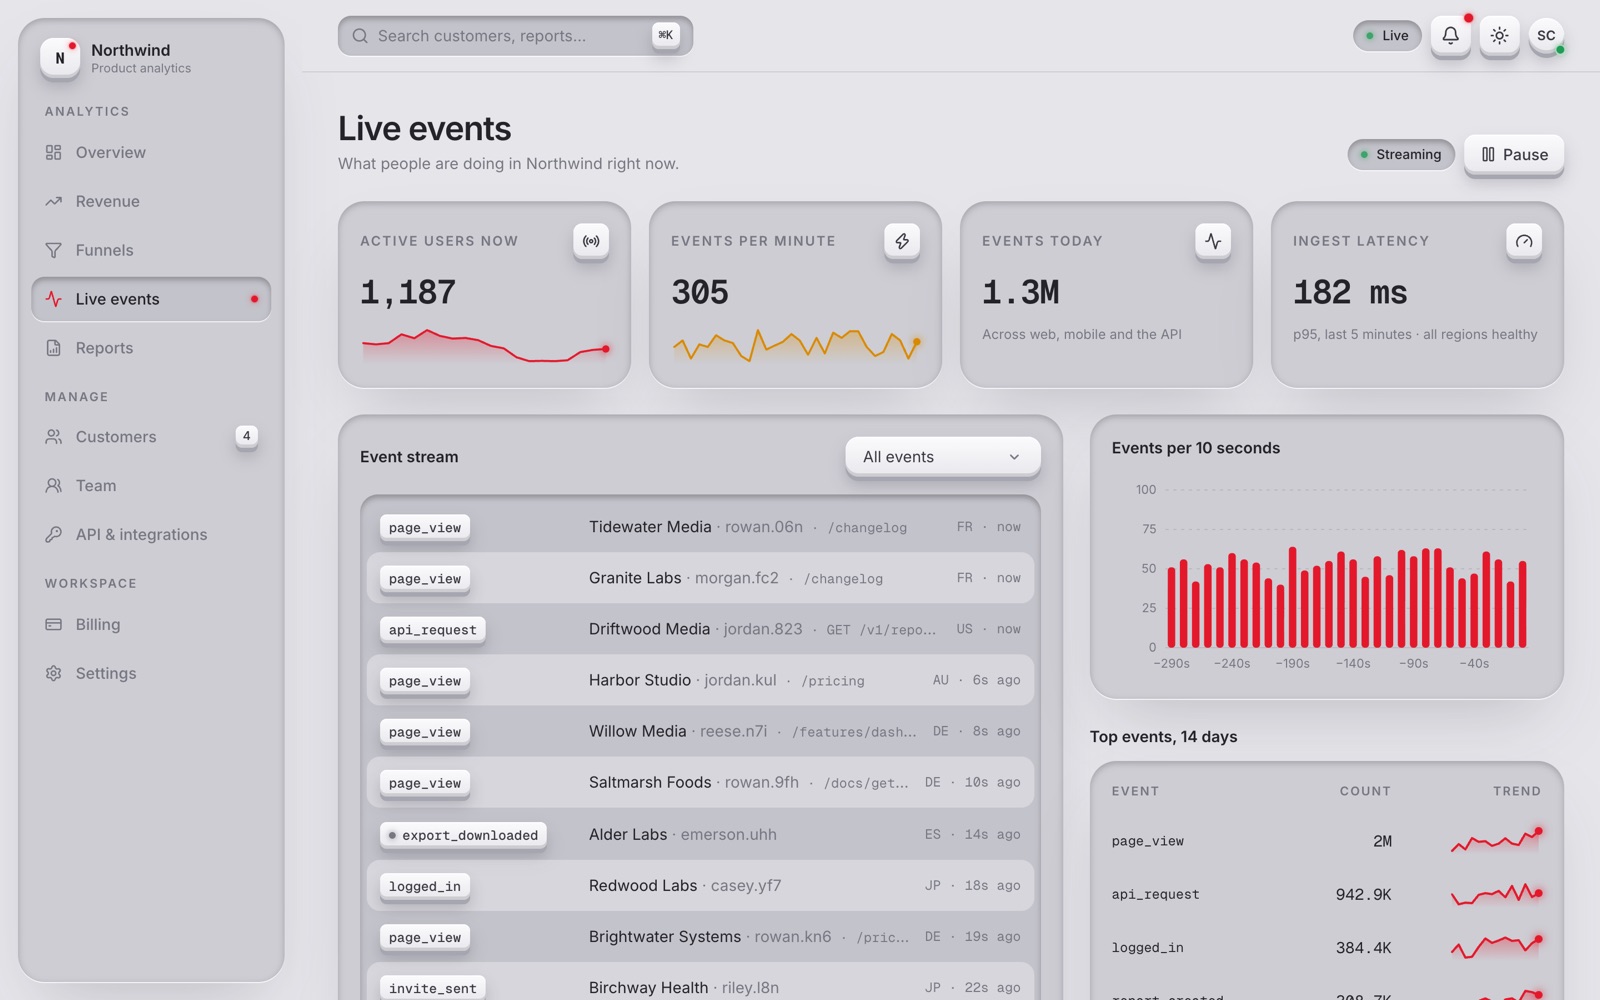 N
Northwind
Product analytics
ANALYTICS
Overview
Revenue
Funnels
Live events
Reports
MANAGE
Customers 4
Team
API & integrations
WORKSPACE
Billing
Settings
Search customers, reports... ⌘K
Live
SC
Live events
What people are doing in Northwind right now.
Streaming
Pause
ACTIVE USERS NOW
1,187
EVENTS PER MINUTE
305
EVENTS TODAY
1.3M
Across web, mobile and the API
INGEST LATENCY
182 ms
p95, last 5 minutes · all regions healthy
Event stream
All events
page_view Tidewater Media · rowan.06n · /changelog FR · now
page_view Granite Labs · morgan.fc2 · /changelog FR · now
api_request Driftwood Media · jordan.823 · GET /v1/repo... US · now
page_view Harbor Studio · jordan.kul · /pricing AU · 6s ago
page_view Willow Media · reese.n7i · /features/dash... DE · 8s ago
page_view Saltmarsh Foods · rowan.9fh · /docs/get... DE · 10s ago
export_downloaded Alder Labs · emerson.uhh ES · 14s ago
logged_in Redwood Labs · casey.yf7 JP · 18s ago
page_view Brightwater Systems · rowan.kn6 · /pric... DE · 19s ago
invite_sent Birchway Health · riley.l8n JP · 22s ago
Events per 10 seconds
100
75
50
25
0
−290s −240s −190s −140s −90s −40s
Top events, 14 days
EVENT COUNT TREND
page_view 2M
api_request 942.9K
logged_in 384.4K